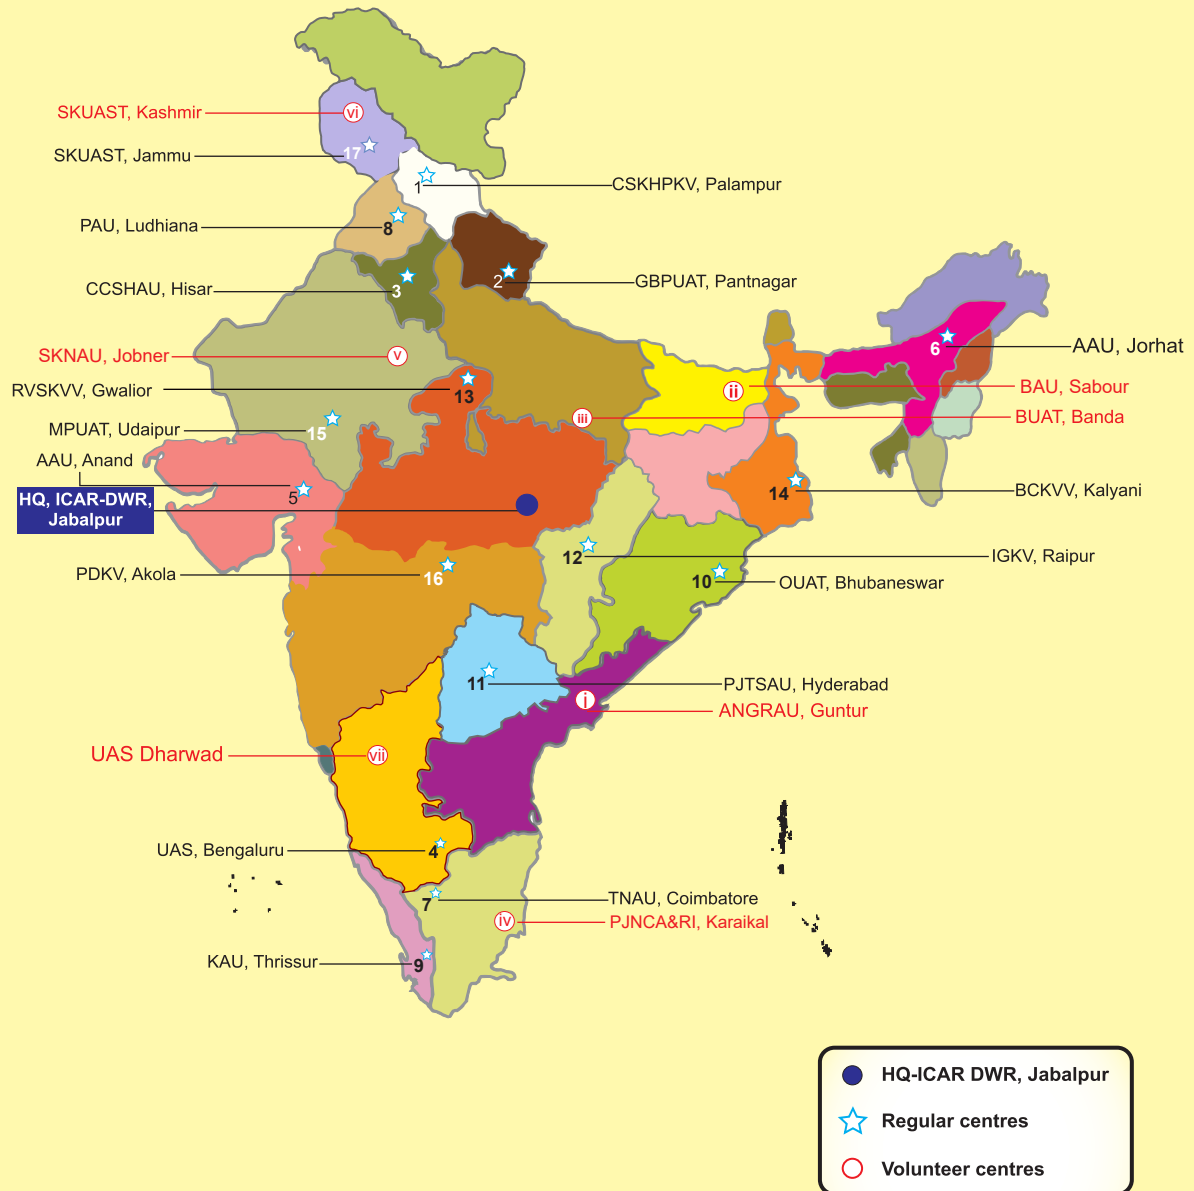 SKUAST, Kashmir
vi
17
SKUAST, Jammu
1
CSKHPKV, Palampur
PAU, Ludhiana
8
2
GBPUAT, Pantnagar
CCSHAU, Hisar
3
6
AAU, Jorhat
SKNAU, Jobner
v
ii
BAU, Sabour
RVSKVV, Gwalior
13
iii
BUAT, Banda
MPUAT, Udaipur
15
AAU, Anand
5
14
BCKVV, Kalyani
HQ, ICAR-DWR,
Jabalpur
12
IGKV, Raipur
PDKV, Akola
16
10
OUAT, Bhubaneswar
11
PJTSAU, Hyderabad
i
ANGRAU, Guntur
UAS Dharwad
vii
UAS, Bengaluru
4
7
TNAU, Coimbatore
iv
PJNCA&RI, Karaikal
KAU, Thrissur
9
HQ-ICAR DWR, Jabalpur
Regular centres
Volunteer centres